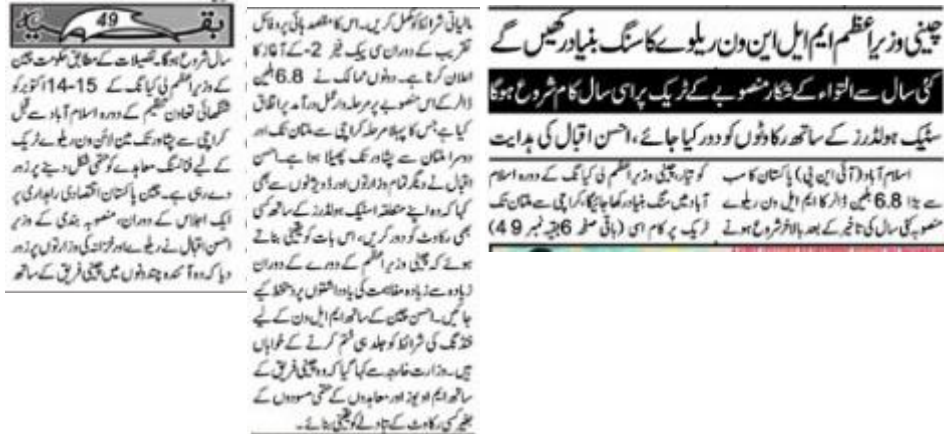 چینی وزیراعظم ایم ایل این ون ریلوے کا سنگ بنیاد رکھیں گے
کئی سال سے التواء کے شکار منصوبے کے ٹریک پر اسی سال کام شروع ہوگا
سٹیک ہولڈرز کے ساتھ رکاوٹوں کو دور کیا جائے، احسن اقبال کی ہدایت
اسلام آباد (آئی این پی) پاکستان کا سب
سے بڑا 6.8 بلین ڈالر کا ایم ایل ون ریلوے
منصوبہ کئی سال کی تاخیر کے بعد بالآخر شروع ہونے
کو تیار، چینی وزیراعظم لی کیانگ کے دورہ اسلام
آباد میں سنگ بنیاد رکھا جائیگا، کراچی سے ملتان تک
ٹریک پر کام اسی (باقی صفحہ 6 بقیہ نمبر 49)
بقیہ 49
سال شروع ہوگا۔ تفصیلات کے مطابق حکومت چین
کے وزیراعظم لی کیانگ کے 15-14 اکتوبر کو
شنگھائی تعاون تنظیم کے دورہ اسلام آباد سے قبل
کراچی سے پشاور تک مین لائن ون ریلوے ٹریک
کے لیے فنانسنگ معاہدے کو حتمی شکل دینے پر زور
دے رہی ہے۔ چین پاکستان اقتصادی راہداری پر
ایک اجلاس کے دوران، منصوبہ بندی کے وزیر
احسن اقبال نے ریلوے اور خزانہ کی وزارتوں پر زور
دیا کہ وہ آئندہ چند دنوں میں چینی فریق کے ساتھ
مالیاتی شرائط کو مکمل کریں۔ اس کا مقصد ہائی پروفائل
تقریب کے دوران سی پیک فیز 2- کے آغاز کا
اعلان کرنا ہے۔ دونوں ممالک نے 6.8 بلین
ڈالر کے اس منصوبے پر مرحلہ وار عمل درآمد پر اتفاق
کیا ہے جس کا پہلا مرحلہ کراچی سے ملتان تک اور
دوسرا ملتان سے پشاور تک پھیلا ہوا ہے۔ احسن
اقبال نے دیگر تمام وزارتوں اور ڈویژنوں سے بھی
کہا کہ وہ اپنے متعلقہ اسٹیک ہولڈرز کے ساتھ کسی
بھی رکاوٹ کو دور کریں، اس بات کو یقینی بناتے
ہوئے کہ چینی وزیراعظم کے دورے کے دوران
زیادہ سے زیادہ مفاہمت کی یادداشتوں پر دستخط کیے
جائیں۔ احسن چین کے ساتھ ایم ایل ون کے لیے
فنڈنگ کی شرائط کو جلد ہی ختم کرنے کے خواہاں
ہیں۔ وزارت خارجہ سے کہا گیا کہ وہ چینی فریق کے
ساتھ ایم او یوز اور معاہدوں کے حتمی مسودوں کے
بغیر کسی رکاوٹ کے تبادلے کو یقینی بنائے۔